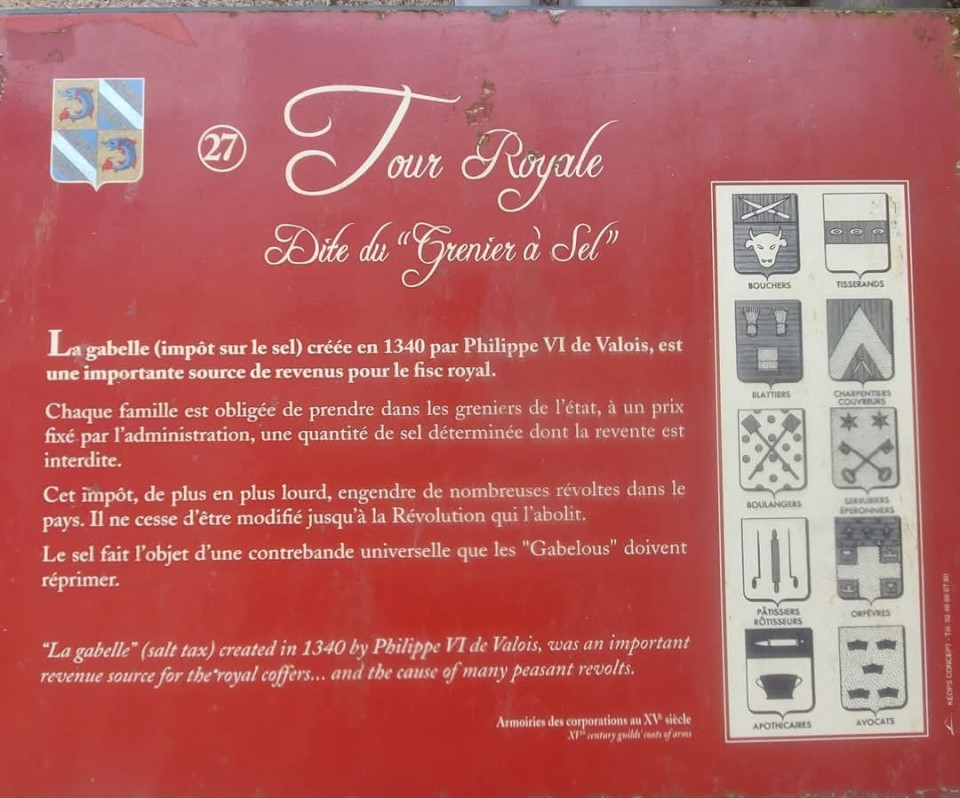 27 Tour Royale
Dite du "Grenier à Sel"
La gabelle (impôt sur le sel) créée en 1340 par Philippe VI de Valois, est
une importante source de revenus pour le fisc royal.
Chaque famille est obligée de prendre dans les greniers de l'état, à un prix
fixé par l'administration, une quantité de sel déterminée dont la revente est
interdite.
Cet impôt, de plus en plus lourd, engendre de nombreuses révoltes dans le
pays. Il ne cesse d'être modifié jusqu'à la Révolution qui l'abolit.
Le sel fait l'objet d'une contrebande universelle que les "Gabelous" doivent
réprimer.
"La gabelle" (salt tax) created in 1340 by Philippe VI de Valois, was an important
revenue source for the royal coffers... and the cause of many peasant revolts.
Armoiries des corporations au XVe siècle
XVth century guilds' coats of arms
BOUCHERS
TISSERANDS
BLATTIERS
CHARPENTIERS
COUVREURS
BOULANGERS
SERRURIERS
ÉPERONNIERS
PÂTISSIERS
RÔTISSEURS
ORFÈVRES
APOTHICAIRES
AVOCATS
KÉOPS CONCEPT - Tél.